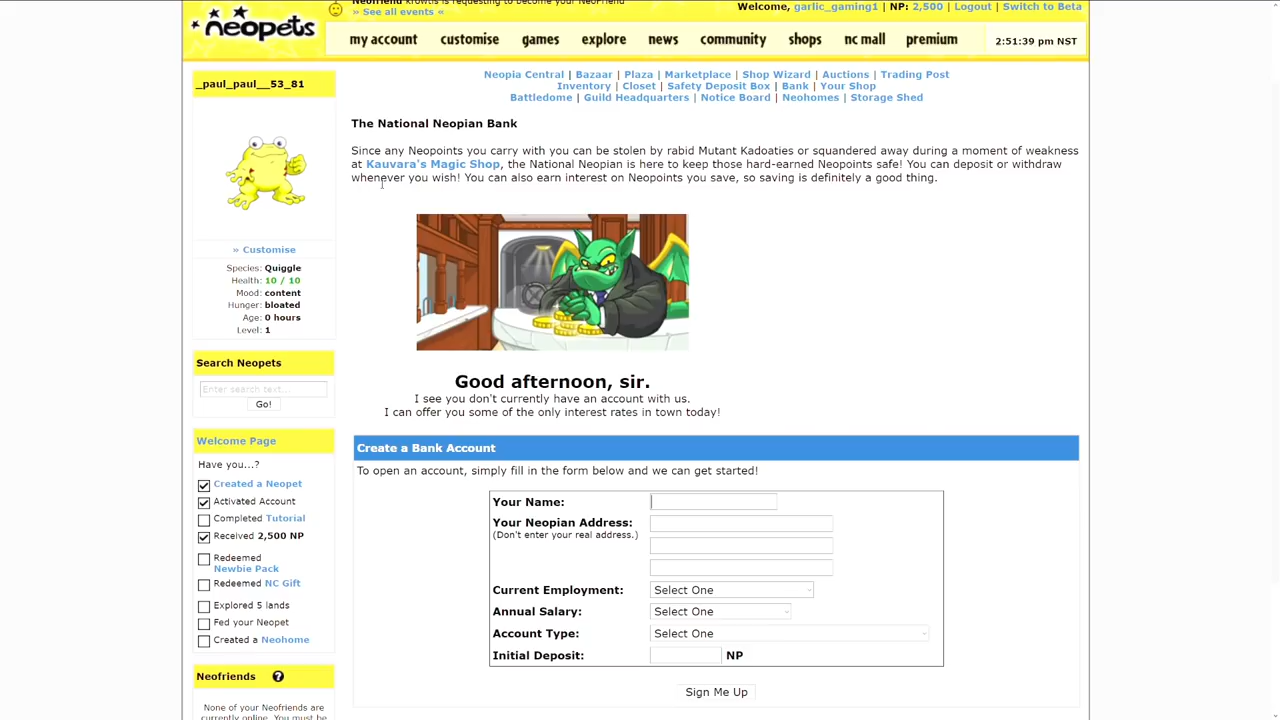 Neofriend krowtis is requesting to become your NeoFriend
» See all events «
Welcome, garlic_gaming1 | NP: 2,500 | Logout | Switch to Beta
neopets
my account customise games explore news community shops nc mall premium
2:51:39 pm NST
_paul_paul__53_81
» Customise
Species: Quiggle
Health: 10 / 10
Mood: content
Hunger: bloated
Age: 0 hours
Level: 1
Search Neopets
Enter search text...
Go!
Welcome Page
Have you...?
Created a Neopet
Activated Account
Completed Tutorial
Received 2,500 NP
Redeemed
Newbie Pack
Redeemed NC Gift
Explored 5 lands
Fed your Neopet
Created a Neohome
Neofriends ?
None of your Neofriends are
currently online. You must be
Neopia Central | Bazaar | Plaza | Marketplace | Shop Wizard | Auctions | Trading Post
Inventory | Closet | Safety Deposit Box | Bank | Your Shop
Battledome | Guild Headquarters | Notice Board | Neohomes | Storage Shed
The National Neopian Bank
Since any Neopoints you carry with you can be stolen by rabid Mutant Kadoaties or squandered away during a moment of weakness
at Kauvara's Magic Shop, the National Neopian is here to keep those hard-earned Neopoints safe! You can deposit or withdraw
whenever you wish! You can also earn interest on Neopoints you save, so saving is definitely a good thing.
Good afternoon, sir.
I see you don't currently have an account with us.
I can offer you some of the only interest rates in town today!
Create a Bank Account
To open an account, simply fill in the form below and we can get started!
Your Name:
Your Neopian Address:
(Don't enter your real address.)
Current Employment: Select One
Annual Salary: Select One
Account Type: Select One
Initial Deposit: NP
Sign Me Up